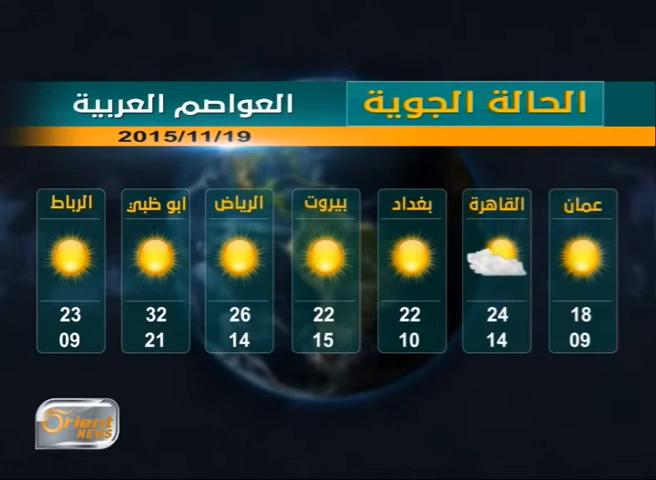 الحالة الجوية
العواصم العربية
2015/11/19
عمان
18
09
القاهرة
24
14
بغداد
22
10
بيروت
22
15
الرياض
26
14
ابو ظبي
32
21
الرباط
23
09
Orient
NEWS